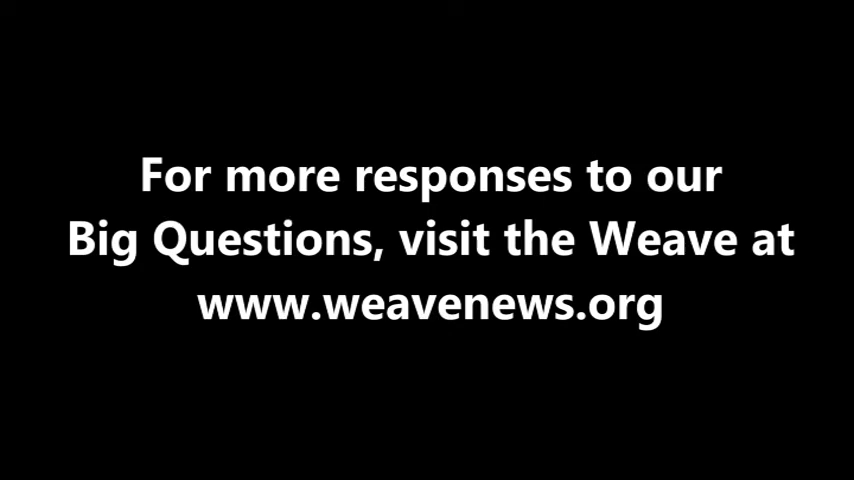 For more responses to our
Big Questions, visit the Weave at
www.weavenews.org